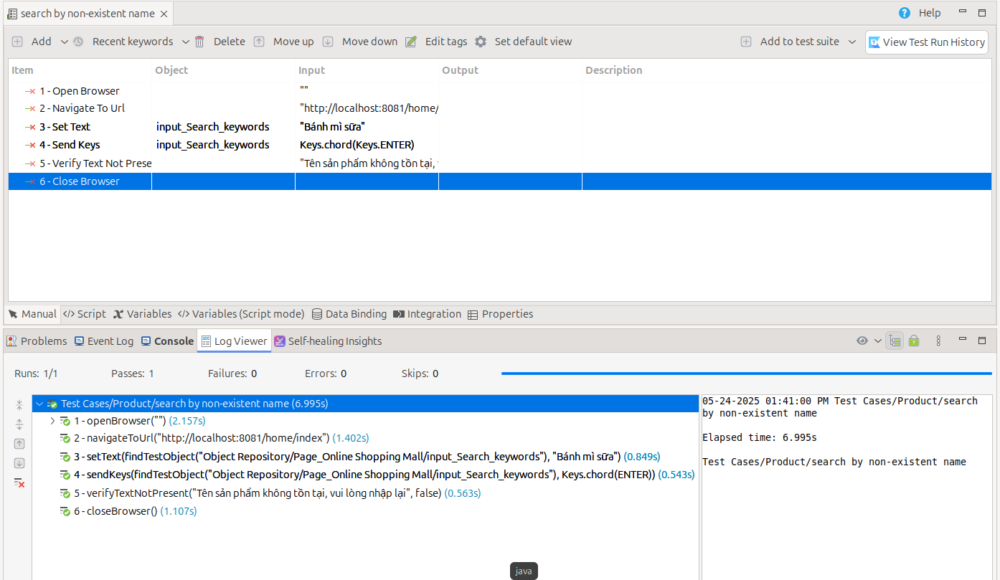 search by non-existent name
Help
Add Recent keywords Delete Move up Move down Edit tags Set default view Add to test suite View Test Run History
Item Object Input Output Description
1 - Open Browser ""
2 - Navigate To Url "http://localhost:8081/home/
3 - Set Text input_Search_keywords "Bánh mì sữa"
4 - Send Keys input_Search_keywords Keys.chord(Keys.ENTER)
5 - Verify Text Not Prese "Tên sản phẩm không tồn tại,
6 - Close Browser
Manual </> Script Variables </> Variables (Script mode) Data Binding Integration Properties
Problems Event Log Console Log Viewer Self-healing Insights
Runs: 1/1 Passes: 1 Failures: 0 Errors: 0 Skips: 0
Test Cases/Product/search by non-existent name (6.995s)
1 - openBrowser("") (2.157s)
2 - navigateToUrl("http://localhost:8081/home/index") (1.402s)
3 - setText(findTestObject("Object Repository/Page_Online Shopping Mall/input_Search_keywords"), "Bánh mì sữa") (0.849s)
4 - sendKeys(findTestObject("Object Repository/Page_Online Shopping Mall/input_Search_keywords"), Keys.chord(ENTER)) (0.543s)
5 - verifyTextNotPresent("Tên sản phẩm không tồn tại, vui lòng nhập lại", false) (0.563s)
6 - closeBrowser() (1.107s)
05-24-2025 01:41:00 PM Test Cases/Product/search
by non-existent name
Elapsed time: 6.995s
Test Cases/Product/search by non-existent name
java